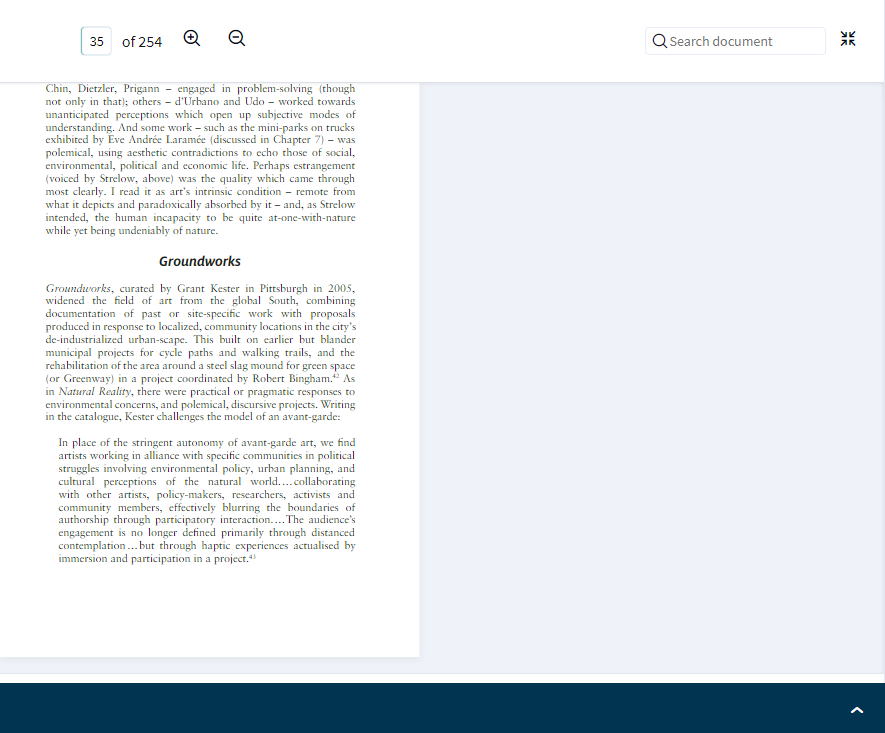 35 of 254
Search document
Chin, Dietzler, Prigann – engaged in problem-solving (though
not only in that); others – d'Urbano and Udo – worked towards
unanticipated perceptions which open up subjective modes of
understanding. And some work – such as the mini-parks on trucks
exhibited by Eve Andrée Laramée (discussed in Chapter 7) – was
polemical, using aesthetic contradictions to echo those of social,
environmental, political and economic life. Perhaps estrangement
(voiced by Strelow, above) was the quality which came through
most clearly. I read it as art's intrinsic condition – remote from
what it depicts and paradoxically absorbed by it – and, as Strelow
intended, the human incapacity to be quite at-one-with-nature
while yet being undeniably of nature.
Groundworks
Groundworks, curated by Grant Kester in Pittsburgh in 2005,
widened the field of art from the global South, combining
documentation of past or site-specific work with proposals
produced in response to localized, community locations in the city's
de-industrialized urban-scape. This built on earlier but blander
municipal projects for cycle paths and walking trails, and the
rehabilitation of the area around a steel slag mound for green space
(or Greenway) in a project coordinated by Robert Bingham.42 As
in Natural Reality, there were practical or pragmatic responses to
environmental concerns, and polemical, discursive projects. Writing
in the catalogue, Kester challenges the model of an avant-garde:
In place of the stringent autonomy of avant-garde art, we find
artists working in alliance with specific communities in political
struggles involving environmental policy, urban planning, and
cultural perceptions of the natural world....collaborating
with other artists, policy-makers, researchers, activists and
community members, effectively blurring the boundaries of
authorship through participatory interaction....The audience's
engagement is no longer defined primarily through distanced
contemplation...but through haptic experiences actualised by
immersion and participation in a project.43